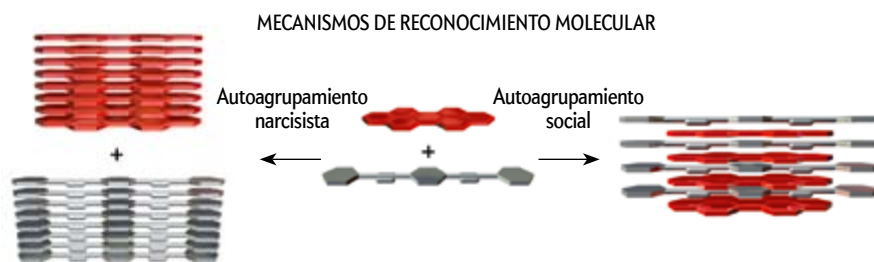 MECANISMOS DE RECONOCIMIENTO MOLECULAR
Autoagrupamiento
narcisista
Autoagrupamiento
social
+
+